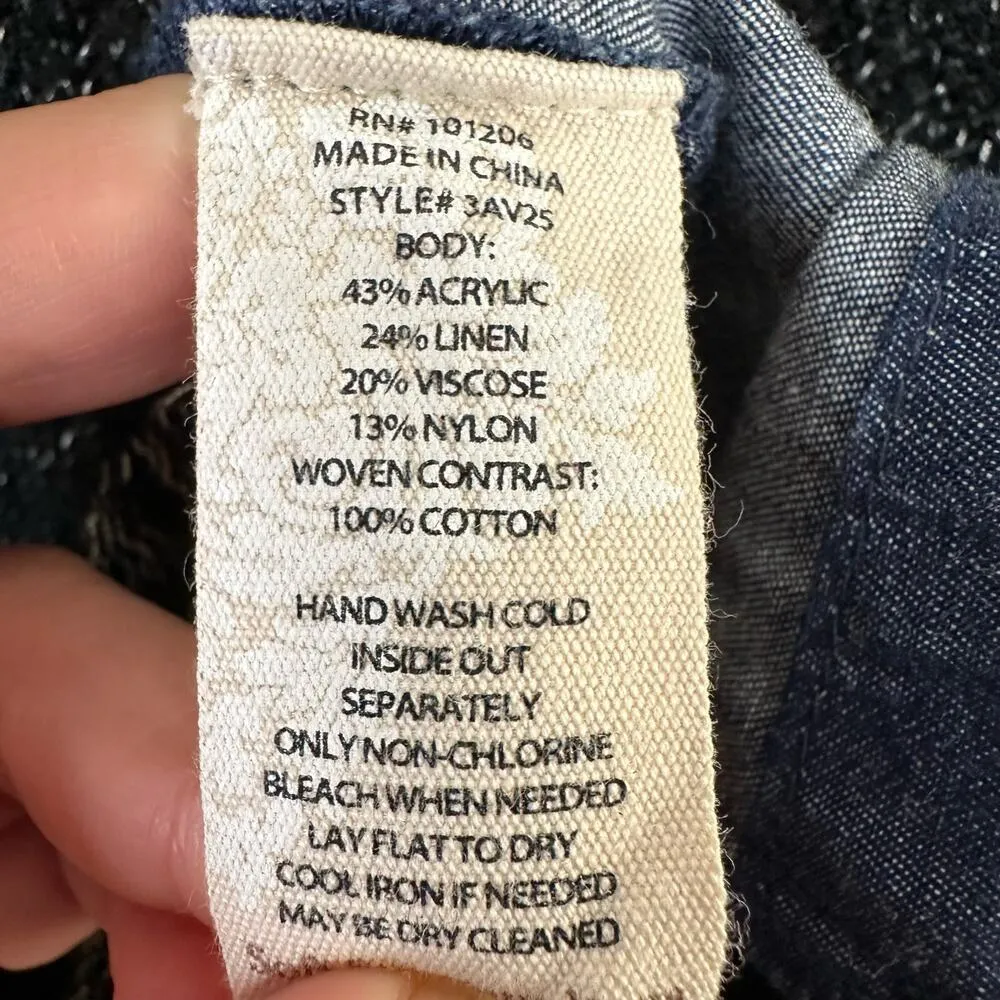 RN# 101206
MADE IN CHINA
STYLE# 3AV25
BODY:
43% ACRYLIC
24% LINEN
20% VISCOSE
13% NYLON
WOVEN CONTRAST:
100% COTTON
HAND WASH COLD
INSIDE OUT
SEPARATELY
ONLY NON-CHLORINE
BLEACH WHEN NEEDED
LAY FLAT TO DRY
COOL IRON IF NEEDED
MAY BE DRY CLEANED